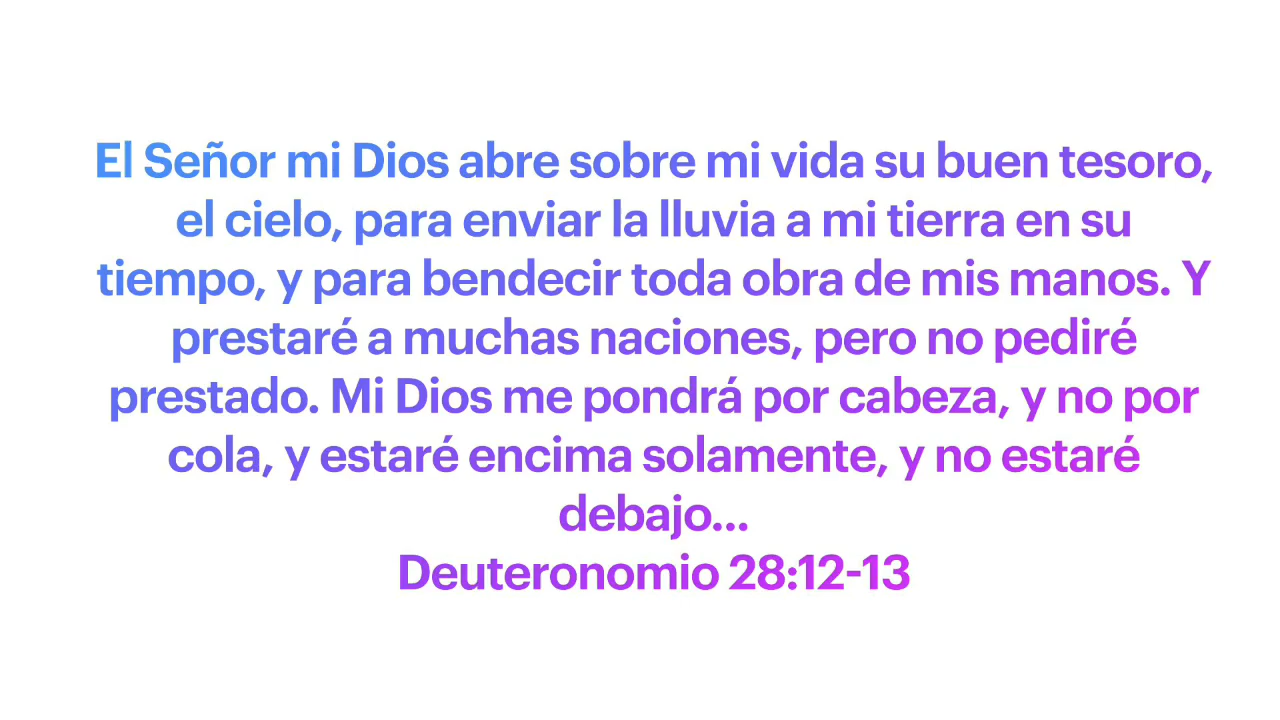 El Señor mi Dios abre sobre mi vida su buen tesoro,
el cielo, para enviar la lluvia a mi tierra en su
tiempo, y para bendecir toda obra de mis manos. Y
prestaré a muchas naciones, pero no pediré
prestado. Mi Dios me pondrá por cabeza, y no por
cola, y estaré encima solamente, y no estaré
debajo...
Deuteronomio 28:12-13